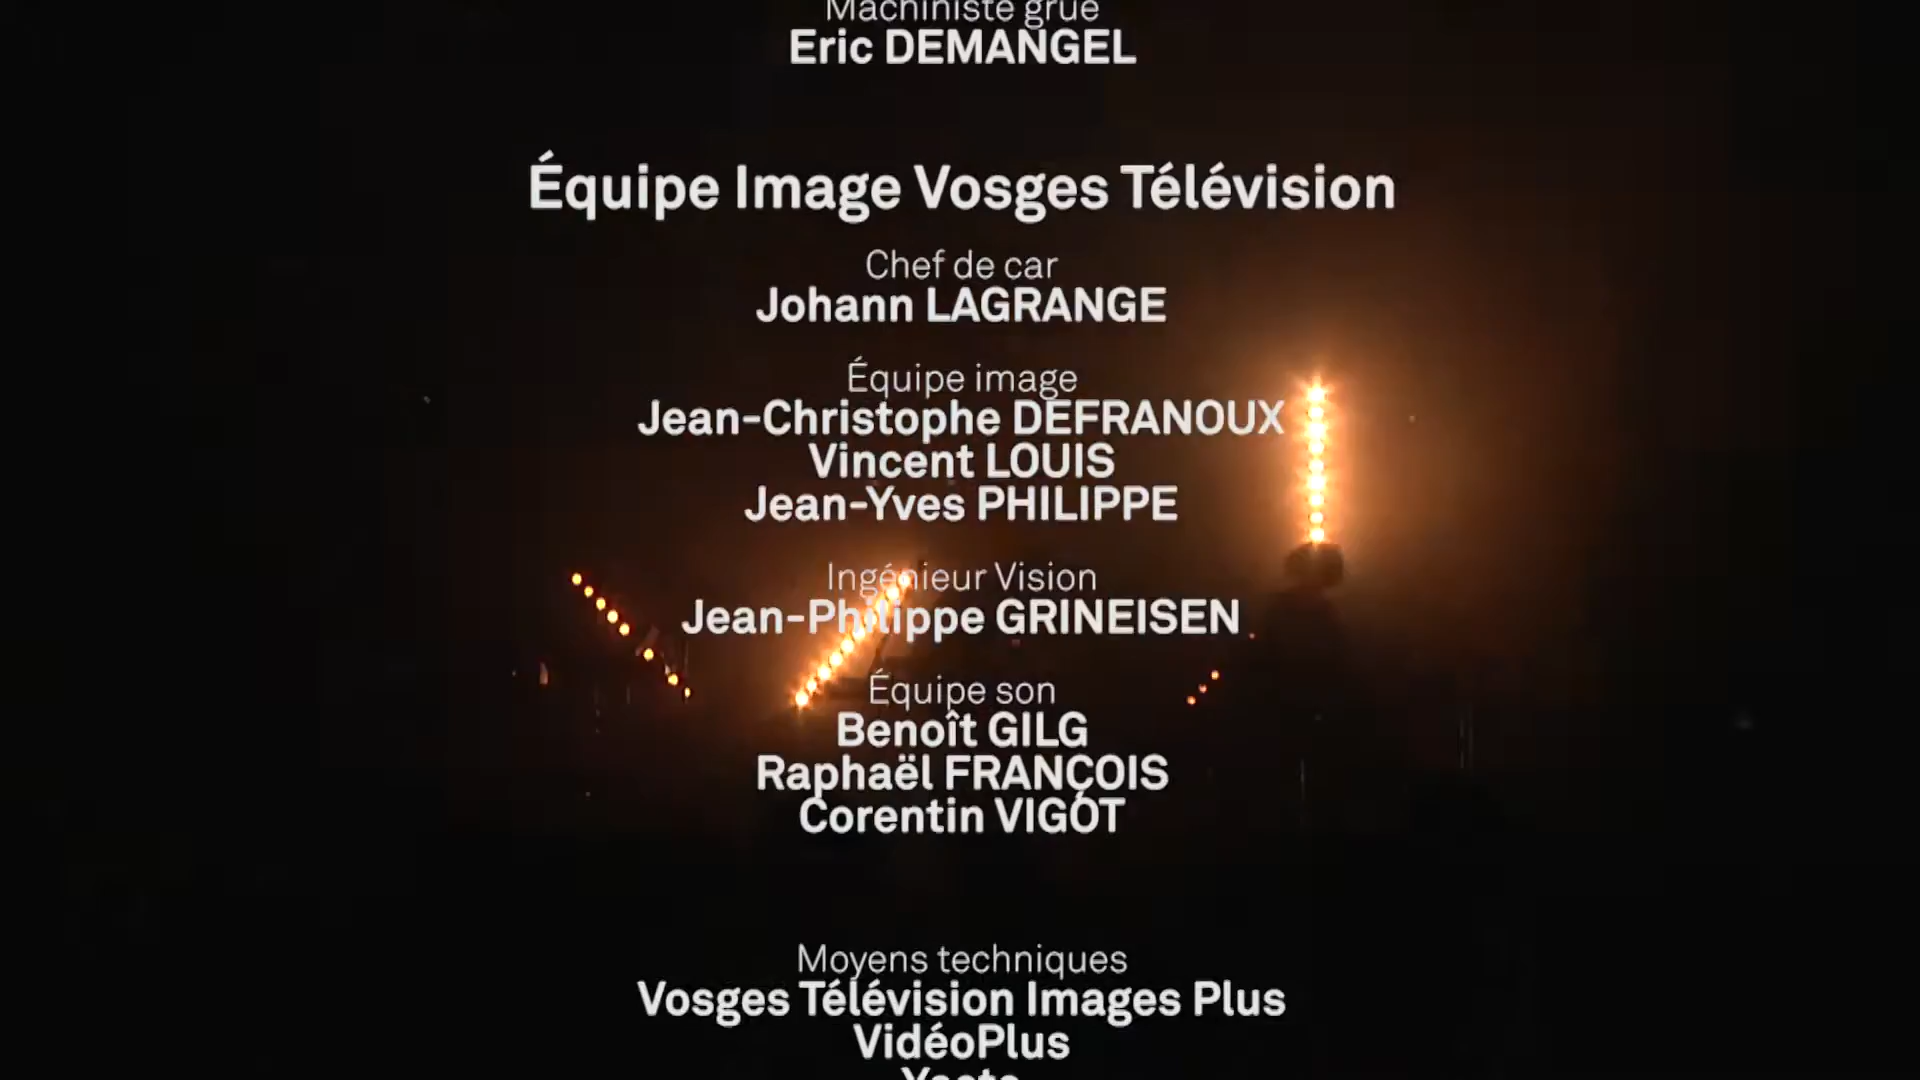 Machiniste grue
Eric DEMANGEL
Équipe Image Vosges Télévision
Chef de car
Johann LAGRANGE
Équipe image
Jean-Christophe DEFRANOUX
Vincent LOUIS
Jean-Yves PHILIPPE
Ingénieur Vision
Jean-Philippe GRINEISEN
Équipe son
Benoît GILG
Raphaël FRANÇOIS
Corentin VIGOT
Moyens techniques
Vosges Télévision Images Plus
VidéoPlus